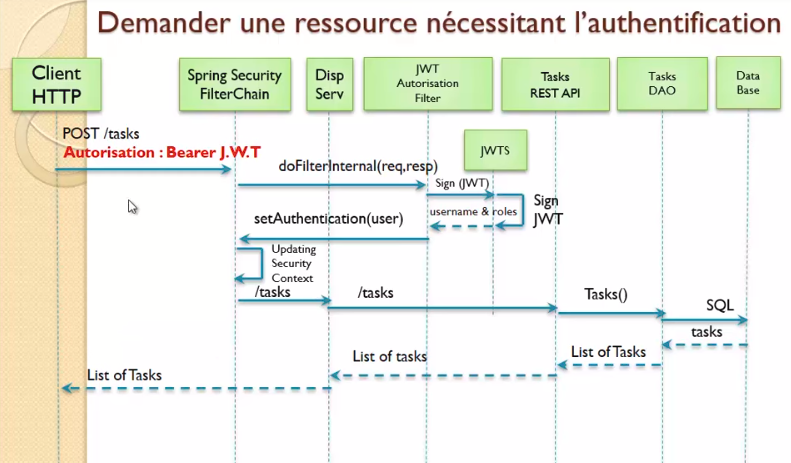 Demander une ressource nécessitant l'authentification
Client
HTTP
Spring Security
FilterChain
Disp
Serv
JWT
Autorisation
Filter
Tasks
REST API
Tasks
DAO
Data
Base
JWTS
POST /tasks
Autorisation : Bearer J.W.T
doFilterInternal(req,resp)
Sign (JWT)
Sign
JWT
username & roles
setAuthentication(user)
Updating
Security
Context
/tasks
/tasks
Tasks()
SQL
tasks
List of Tasks
List of tasks
List of Tasks